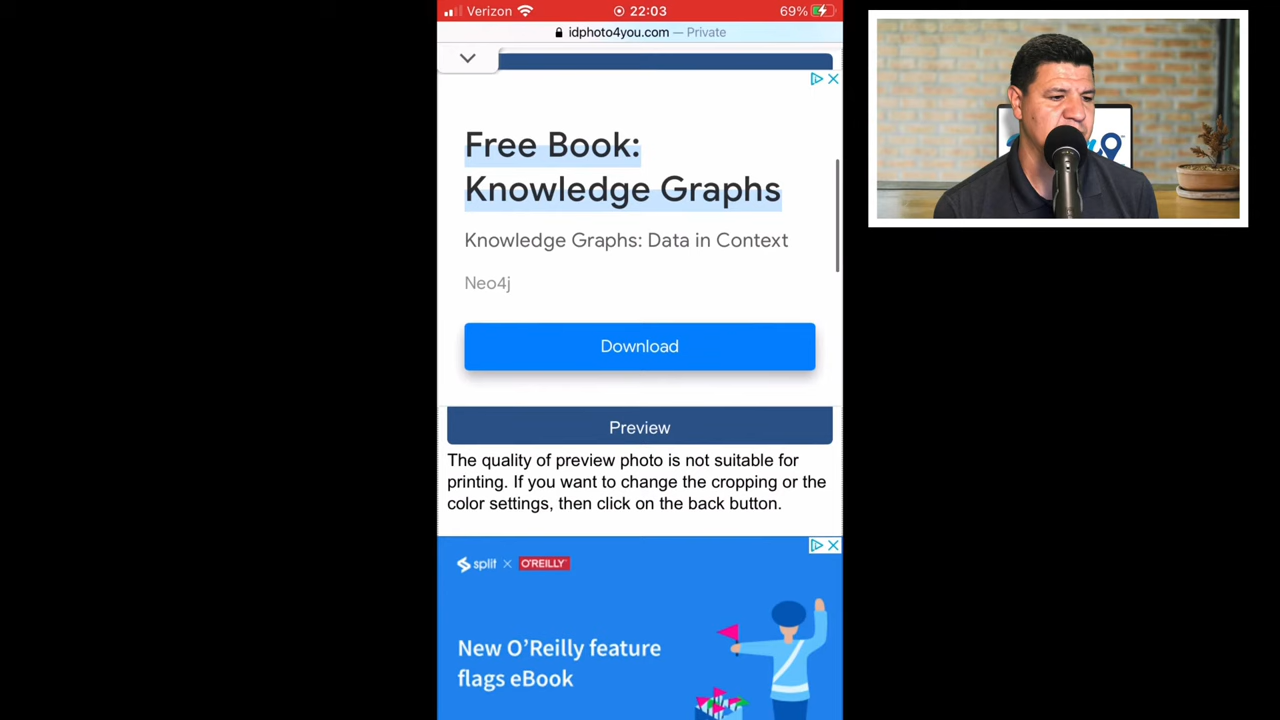 Verizon 22:03 69%
idphoto4you.com — Private
Free Book:
Knowledge Graphs
Knowledge Graphs: Data in Context
Neo4j
Download
Preview
The quality of preview photo is not suitable for
printing. If you want to change the cropping or the
color settings, then click on the back button.
split × O'REILLY
New O'Reilly feature
flags eBook